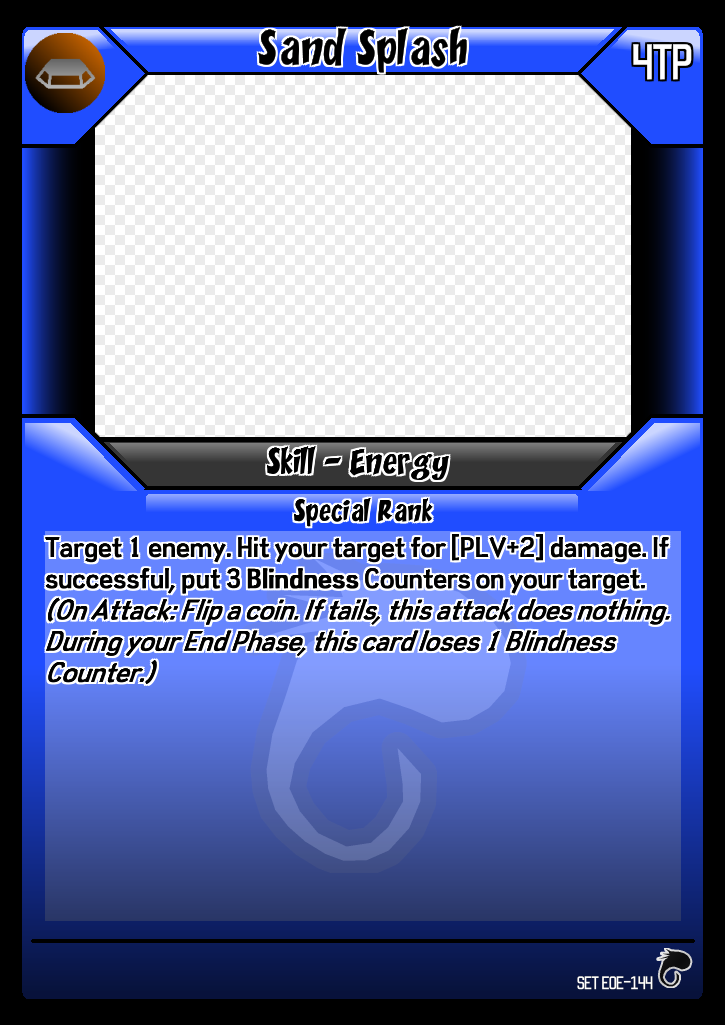 Sand Splash
4TP
Skill - Energy
Special Rank
Target 1 enemy. Hit your target for [PLV+2] damage. If
successful, put 3 Blindness Counters on your target.
(On Attack: Flip a coin. If tails, this attack does nothing.
During your End Phase, this card loses 1 Blindness
Counter.)
SET EOE-144